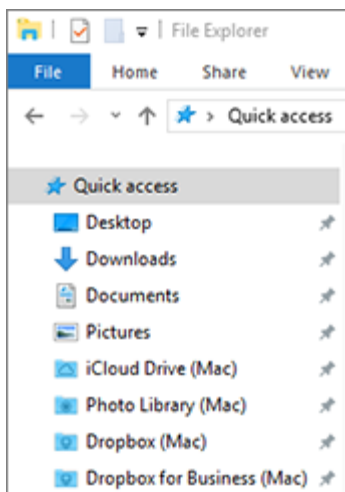 File Explorer
File Home Share View
Quick access
Quick access
Desktop
Downloads
Documents
Pictures
iCloud Drive (Mac)
Photo Library (Mac)
Dropbox (Mac)
Dropbox for Business (Mac)